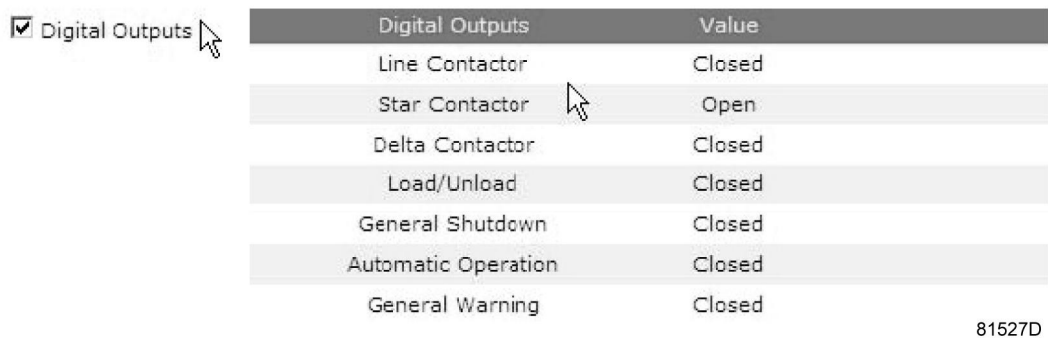 Digital Outputs
Digital Outputs Value
Line Contactor Closed
Star Contactor Open
Delta Contactor Closed
Load/Unload Closed
General Shutdown Closed
Automatic Operation Closed
General Warning Closed
81527D